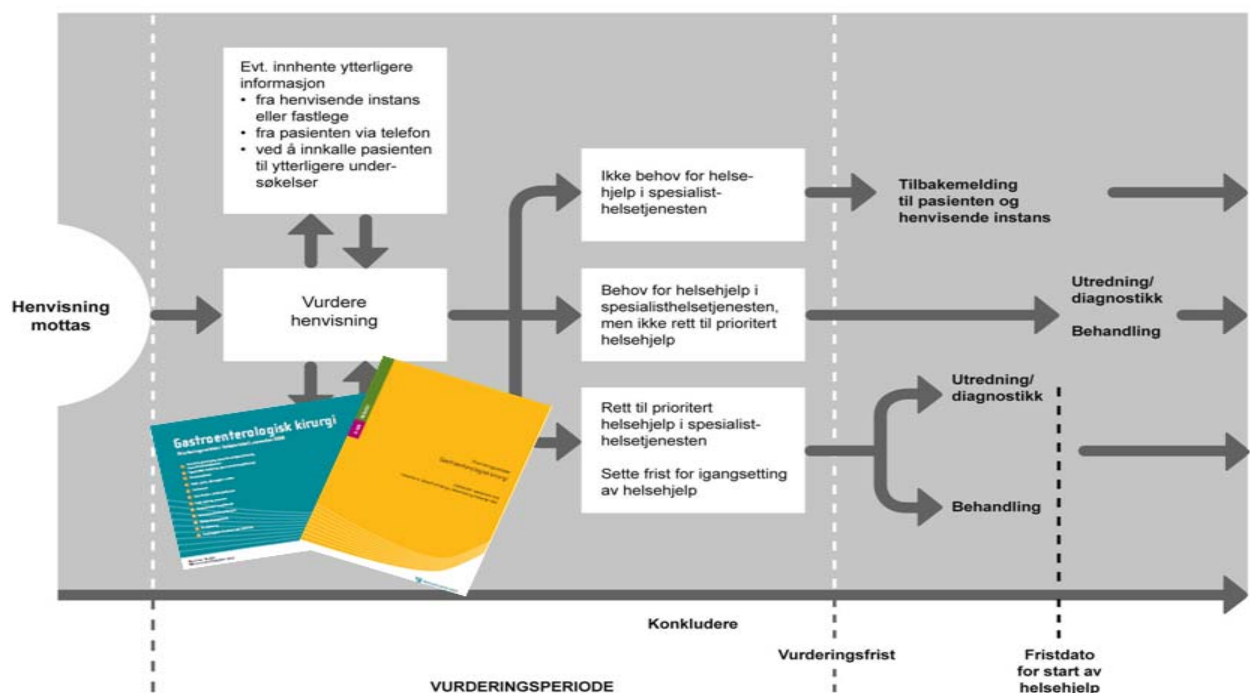 Evt. innhente ytterligere
informasjon
• fra henvisende instans
eller fastlege
• fra pasienten via telefon
• ved å innkalle pasienten
til ytterligere under-
søkelser
Ikke behov for helse-
hjelp i spesialist-
helsetjenesten
Tilbakemelding
til pasienten og
henvisende instans
Henvisning
mottas
Vurdere
henvisning
Behov for helsehjelp i
spesialisthelsetjenesten,
men ikke rett til prioritert
helsehjelp
Utredning/
diagnostikk
Behandling
Rett til prioritert
helsehjelp i spesialist-
helsetjenesten
Sette frist for igangsetting
av helsehjelp
Utredning/
diagnostikk
Behandling
Gastroenterologisk kirurgi
Gastroenterologisk kirurgi
Konkludere
Vurderingsfrist
Fristdato
for start av
helsehjelp
VURDERINGSPERIODE